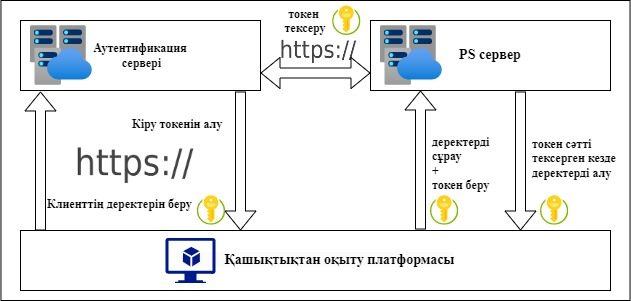 токен
тексеру
https://
Аутентификация
сервері
PS сервер
Кіру токенін алу
https://
Клиенттін деректерін беру
деректерді
сұрау
+
токен беру
токен сәтті
тексерген кезде
деректерді алу
Қашықтықтан оқыту платформасы